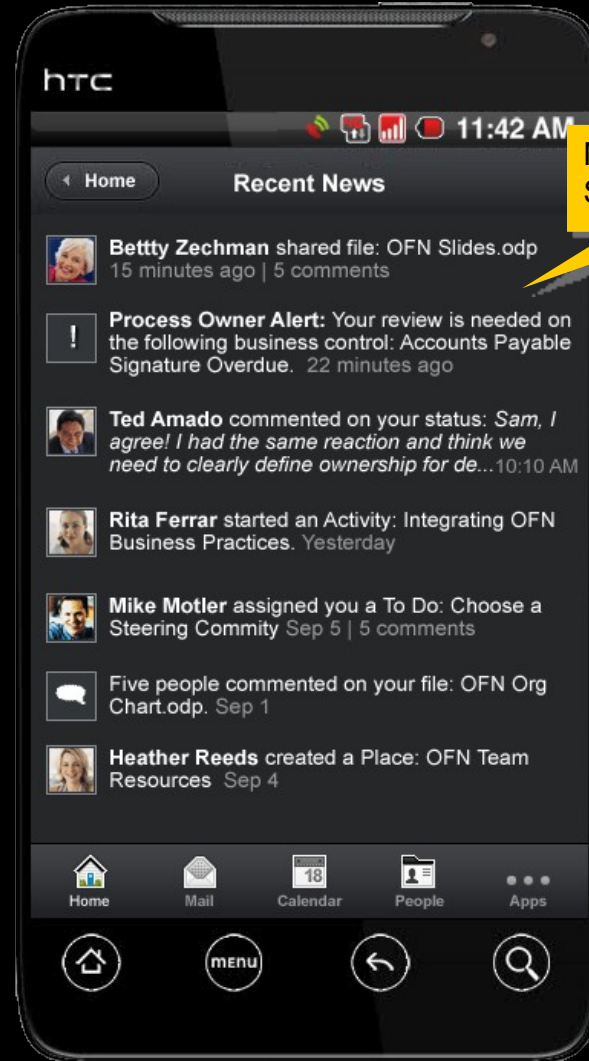 hTC
11:42 AM
Home
Recent News
Bettty Zechman shared file: OFN Slides.odp
15 minutes ago | 5 comments
!
Process Owner Alert: Your review is needed on
the following business control: Accounts Payable
Signature Overdue. 22 minutes ago
Ted Amado commented on your status: Sam, I
agree! I had the same reaction and think we
need to clearly define ownership for de...10:10 AM
Rita Ferrar started an Activity: Integrating OFN
Business Practices. Yesterday
Mike Motler assigned you a To Do: Choose a
Steering Commity Sep 5 | 5 comments
Five people commented on your file: OFN Org
Chart.odp. Sep 1
Heather Reeds created a Place: OFN Team
Resources Sep 4
18
Home Mail Calendar People Apps
MENU